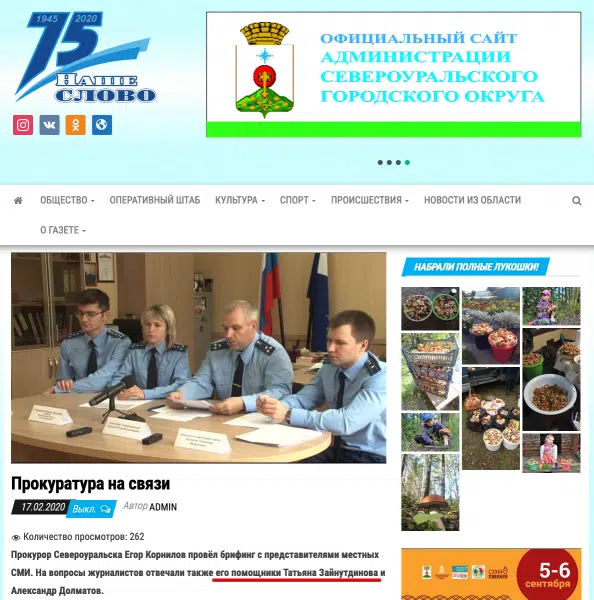 1945 2020
75
НАШЕ
СЛОВО
ОФИЦИАЛЬНЫЙ САЙТ
АДМИНИСТРАЦИИ
СЕВЕРОУРАЛЬСКОГО
ГОРОДСКОГО ОКРУГА
ОБЩЕСТВО ОПЕРАТИВНЫЙ ШТАБ КУЛЬТУРА СПОРТ ПРОИСШЕСТВИЯ НОВОСТИ ИЗ ОБЛАСТИ
О ГАЗЕТЕ
НАБРАЛИ ПОЛНЫЕ ЛУКОШКИ!
Прокуратура на связи
17.02.2020 Выкл. Автор ADMIN
Количество просмотров: 262
Прокурор Североуральска Егор Корнилов провёл брифинг с представителями местных
СМИ. На вопросы журналистов отвечали также его помощники Татьяна Зайнутдинова и
Александр Долматов.
5-6
сентября